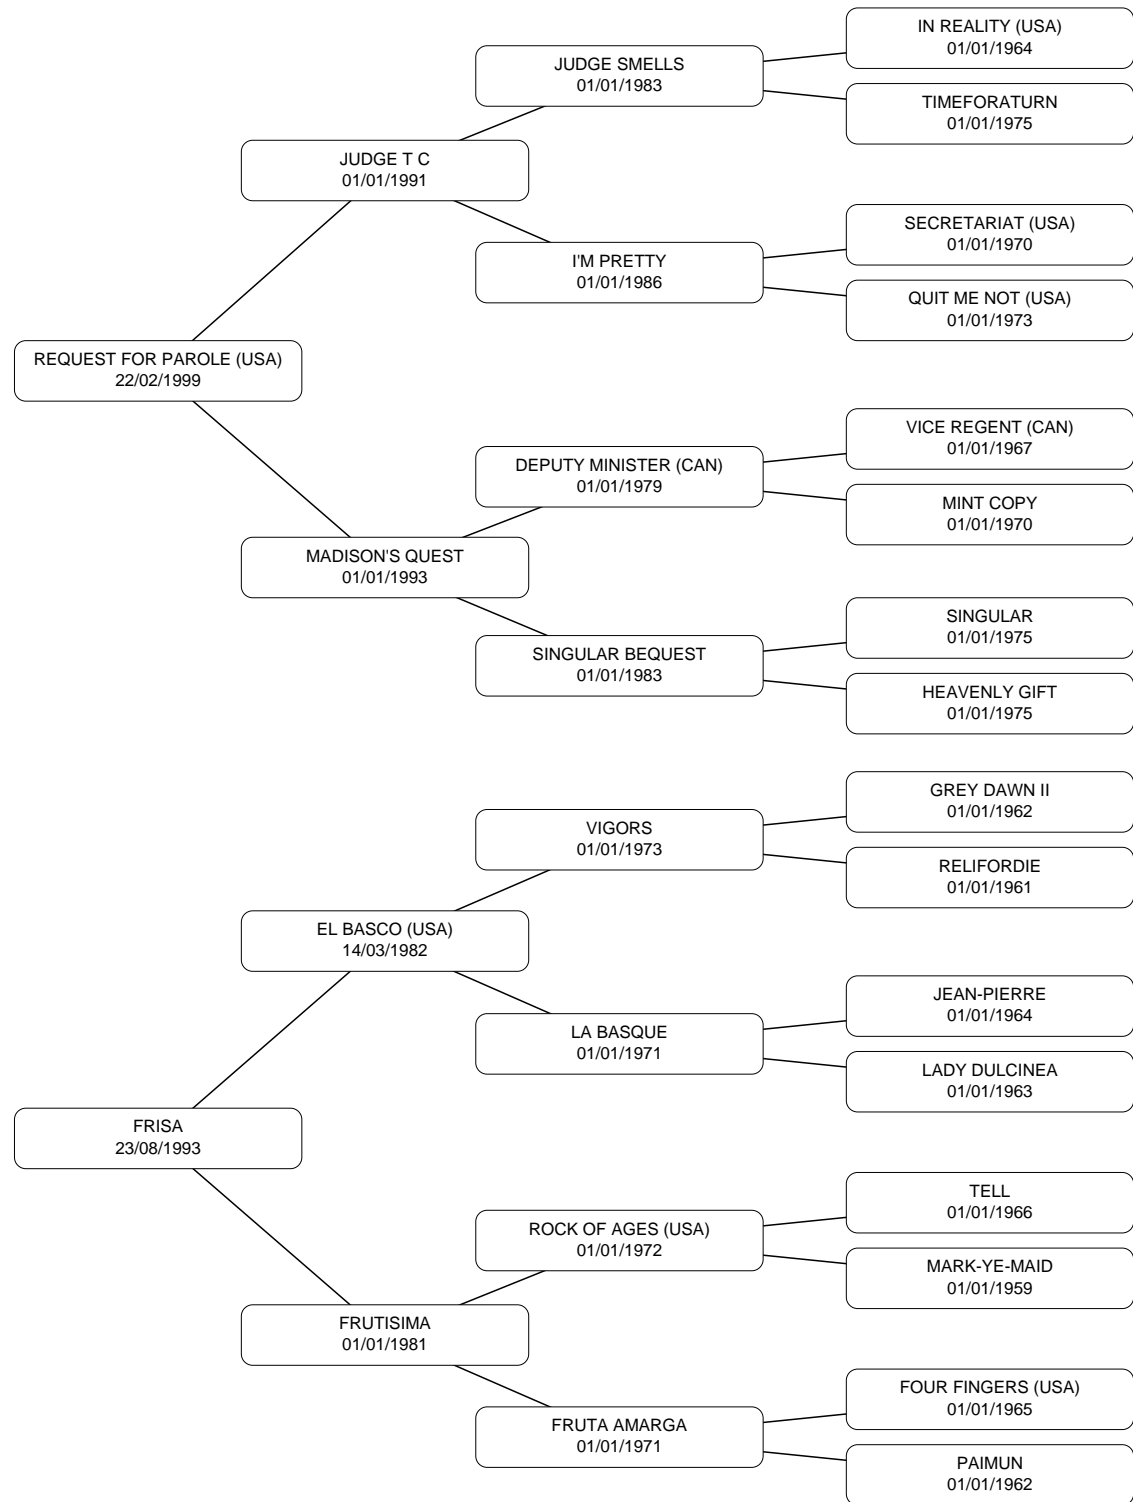 IN REALITY (USA)
01/01/1964
JUDGE SMELLS
01/01/1983
TIMEFORATURN
01/01/1975
JUDGE T C
01/01/1991
SECRETARIAT (USA)
01/01/1970
I'M PRETTY
01/01/1986
QUIT ME NOT (USA)
01/01/1973
REQUEST FOR PAROLE (USA)
22/02/1999
VICE REGENT (CAN)
01/01/1967
DEPUTY MINISTER (CAN)
01/01/1979
MINT COPY
01/01/1970
MADISON'S QUEST
01/01/1993
SINGULAR
01/01/1975
SINGULAR BEQUEST
01/01/1983
HEAVENLY GIFT
01/01/1975
GREY DAWN II
01/01/1962
VIGORS
01/01/1973
RELIFORDIE
01/01/1961
EL BASCO (USA)
14/03/1982
JEAN-PIERRE
01/01/1964
LA BASQUE
01/01/1971
LADY DULCINEA
01/01/1963
FRISA
23/08/1993
TELL
01/01/1966
ROCK OF AGES (USA)
01/01/1972
MARK-YE-MAID
01/01/1959
FRUTISIMA
01/01/1981
FOUR FINGERS (USA)
01/01/1965
FRUTA AMARGA
01/01/1971
PAIMUN
01/01/1962